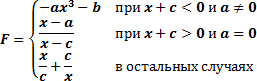 F = { −ax³ − b при x + c < 0 и a ≠ 0
(x − a)/(x − c) при x + c > 0 и a = 0
x/c + c/x в остальных случаях